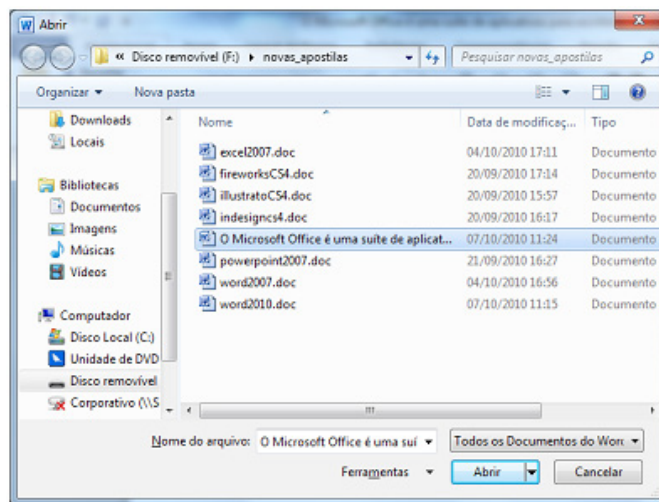 Abrir
« Disco removível (F:) ▸ novas_apostilas
Pesquisar novas_apostilas
Organizar
Nova pasta
Downloads
Locais
Bibliotecas
Documentos
Imagens
Músicas
Vídeos
Computador
Disco Local (C:)
Unidade de DVD
Disco removível
Corporativo (\\S
Nome Data de modificaç... Tipo
excel2007.doc 04/10/2010 17:11 Documento
fireworksCS4.doc 20/09/2010 17:14 Documento
illustratoCS4.doc 20/09/2010 15:57 Documento
indesigncs4.doc 20/09/2010 16:17 Documento
O Microsoft Office é uma suíte de aplicat... 07/10/2010 11:24 Documento
powerpoint2007.doc 21/09/2010 16:27 Documento
word2007.doc 04/10/2010 16:56 Documento
word2010.doc 07/10/2010 11:15 Documento
Nome do arquivo: O Microsoft Office é uma suí
Todos os Documentos do Worc
Ferramentas
Abrir
Cancelar